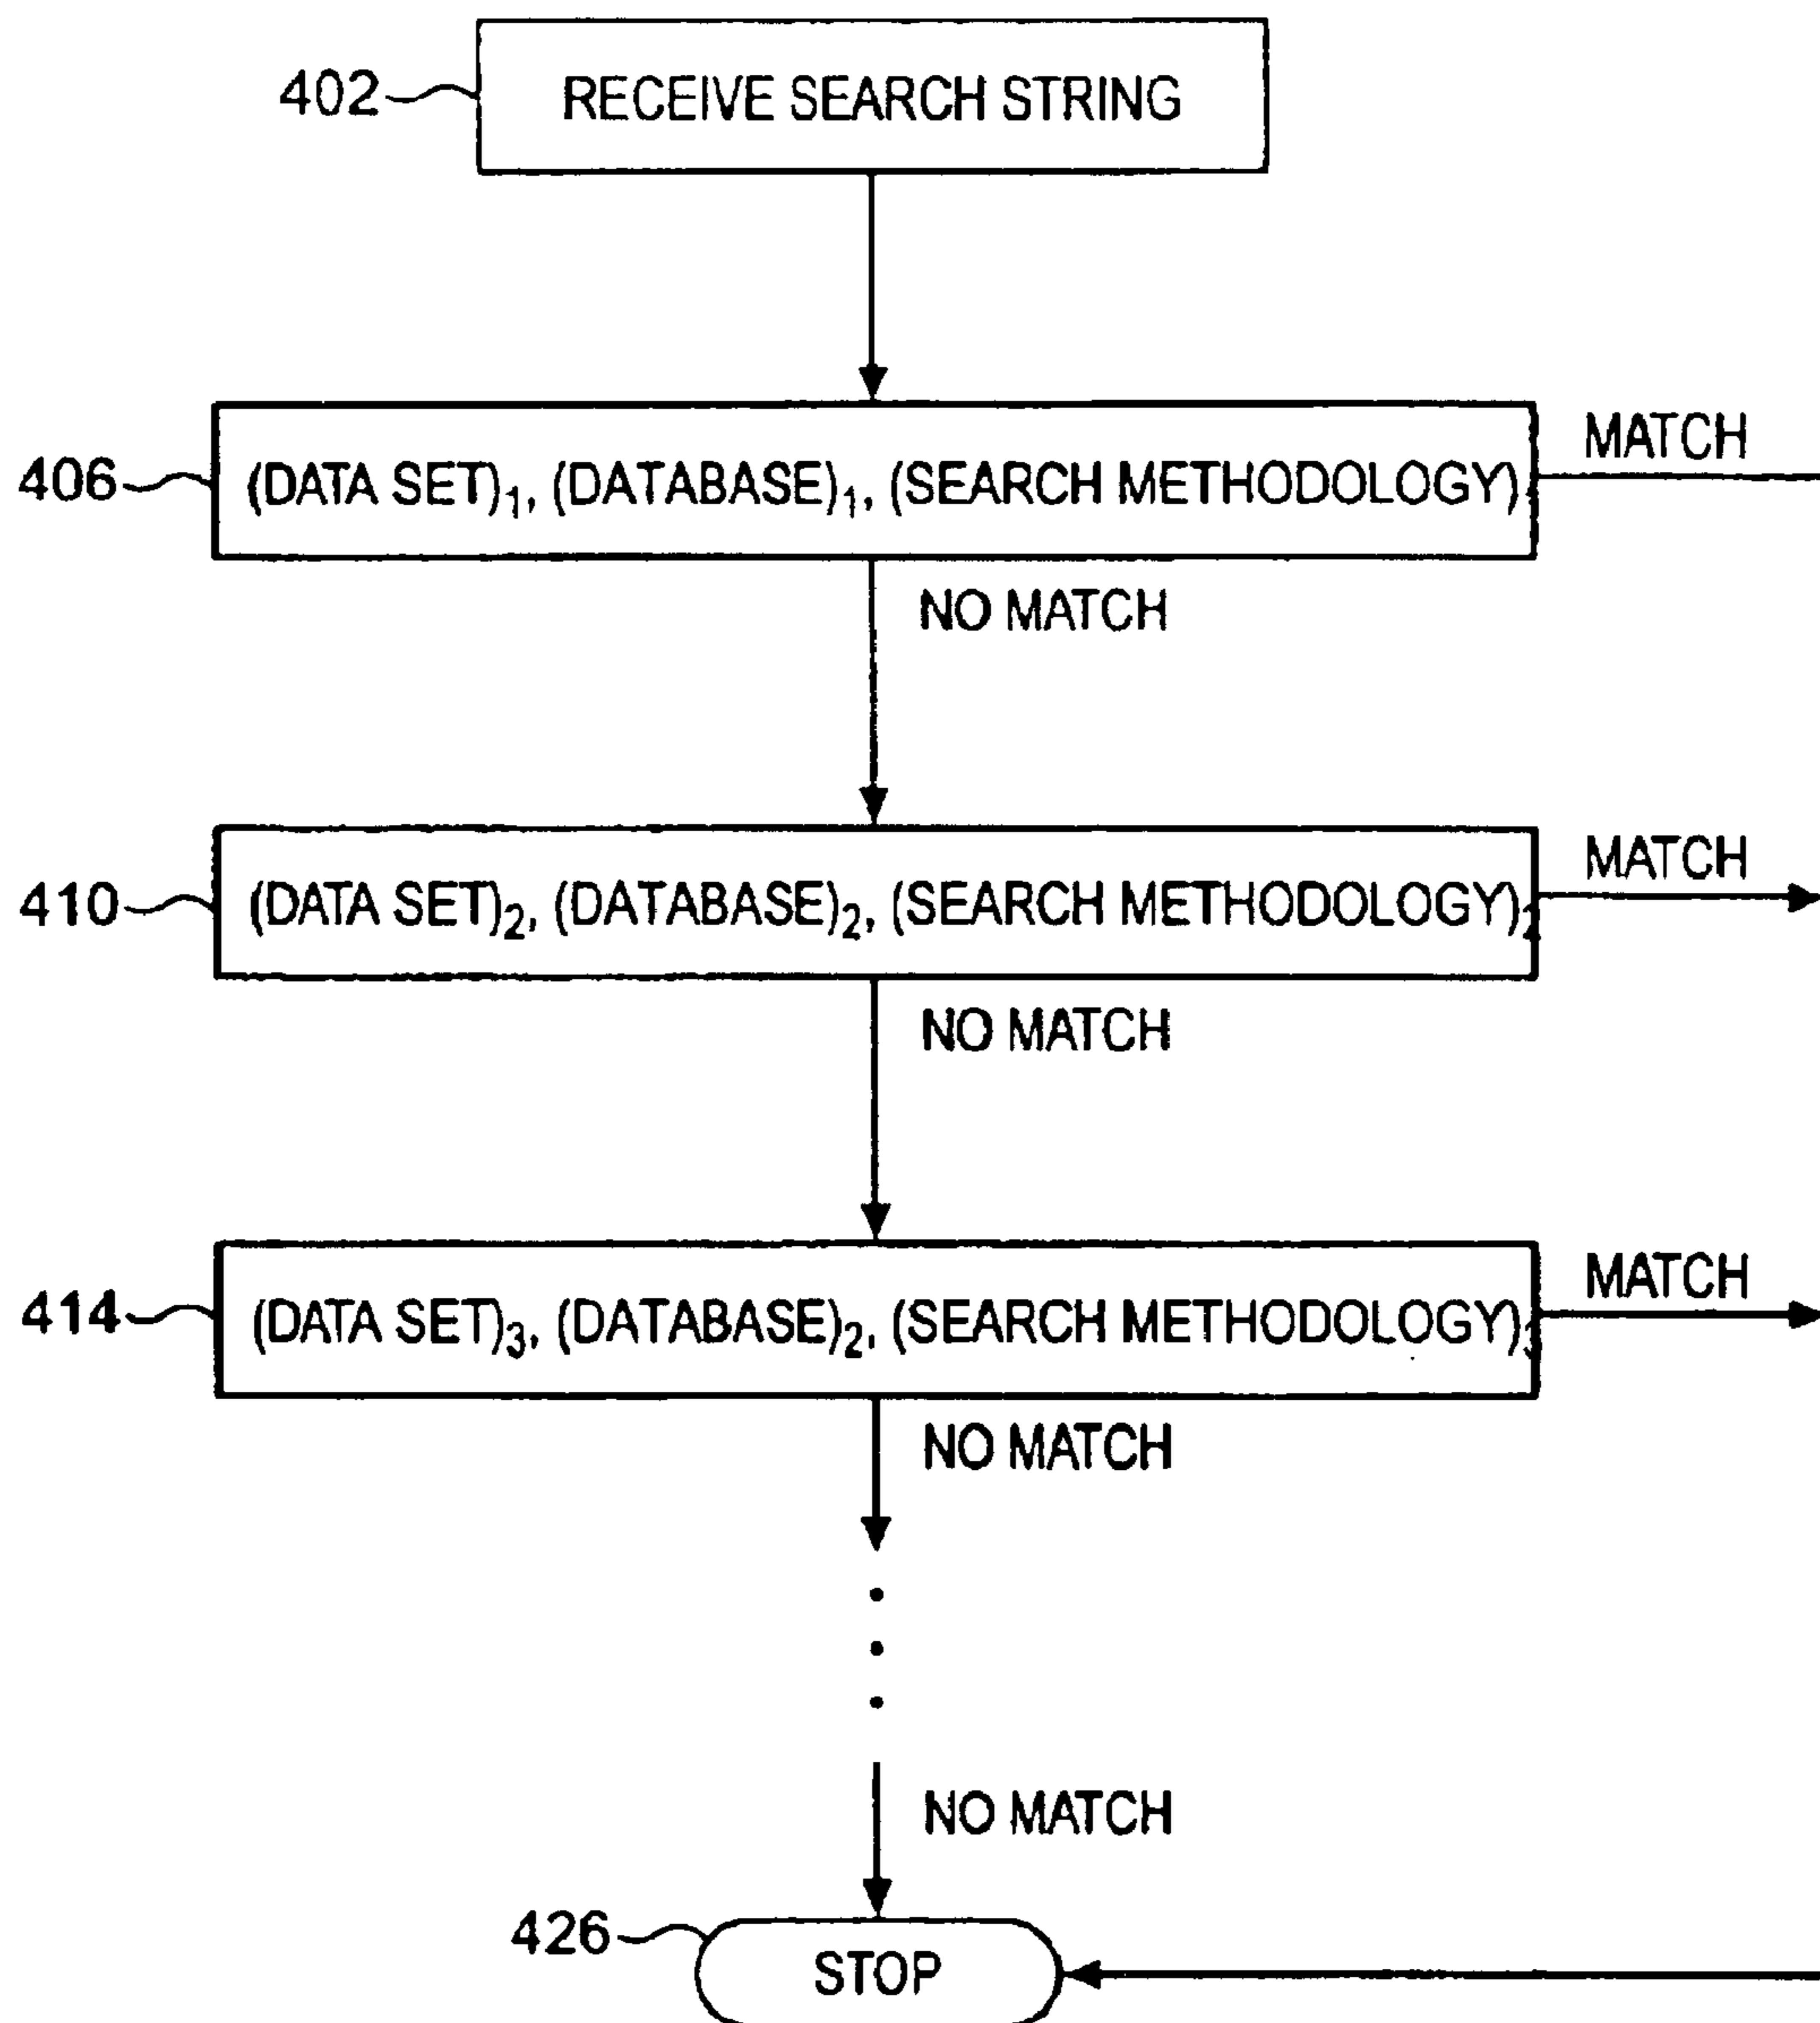 402
RECEIVE SEARCH STRING
406
(DATA SET)₁, (DATABASE)₁, (SEARCH METHODOLOGY)
MATCH
NO MATCH
410
(DATA SET)₂, (DATABASE)₂, (SEARCH METHODOLOGY)₂
MATCH
NO MATCH
414
(DATA SET)₃, (DATABASE)₂, (SEARCH METHODOLOGY)₃
MATCH
NO MATCH
NO MATCH
426
STOP